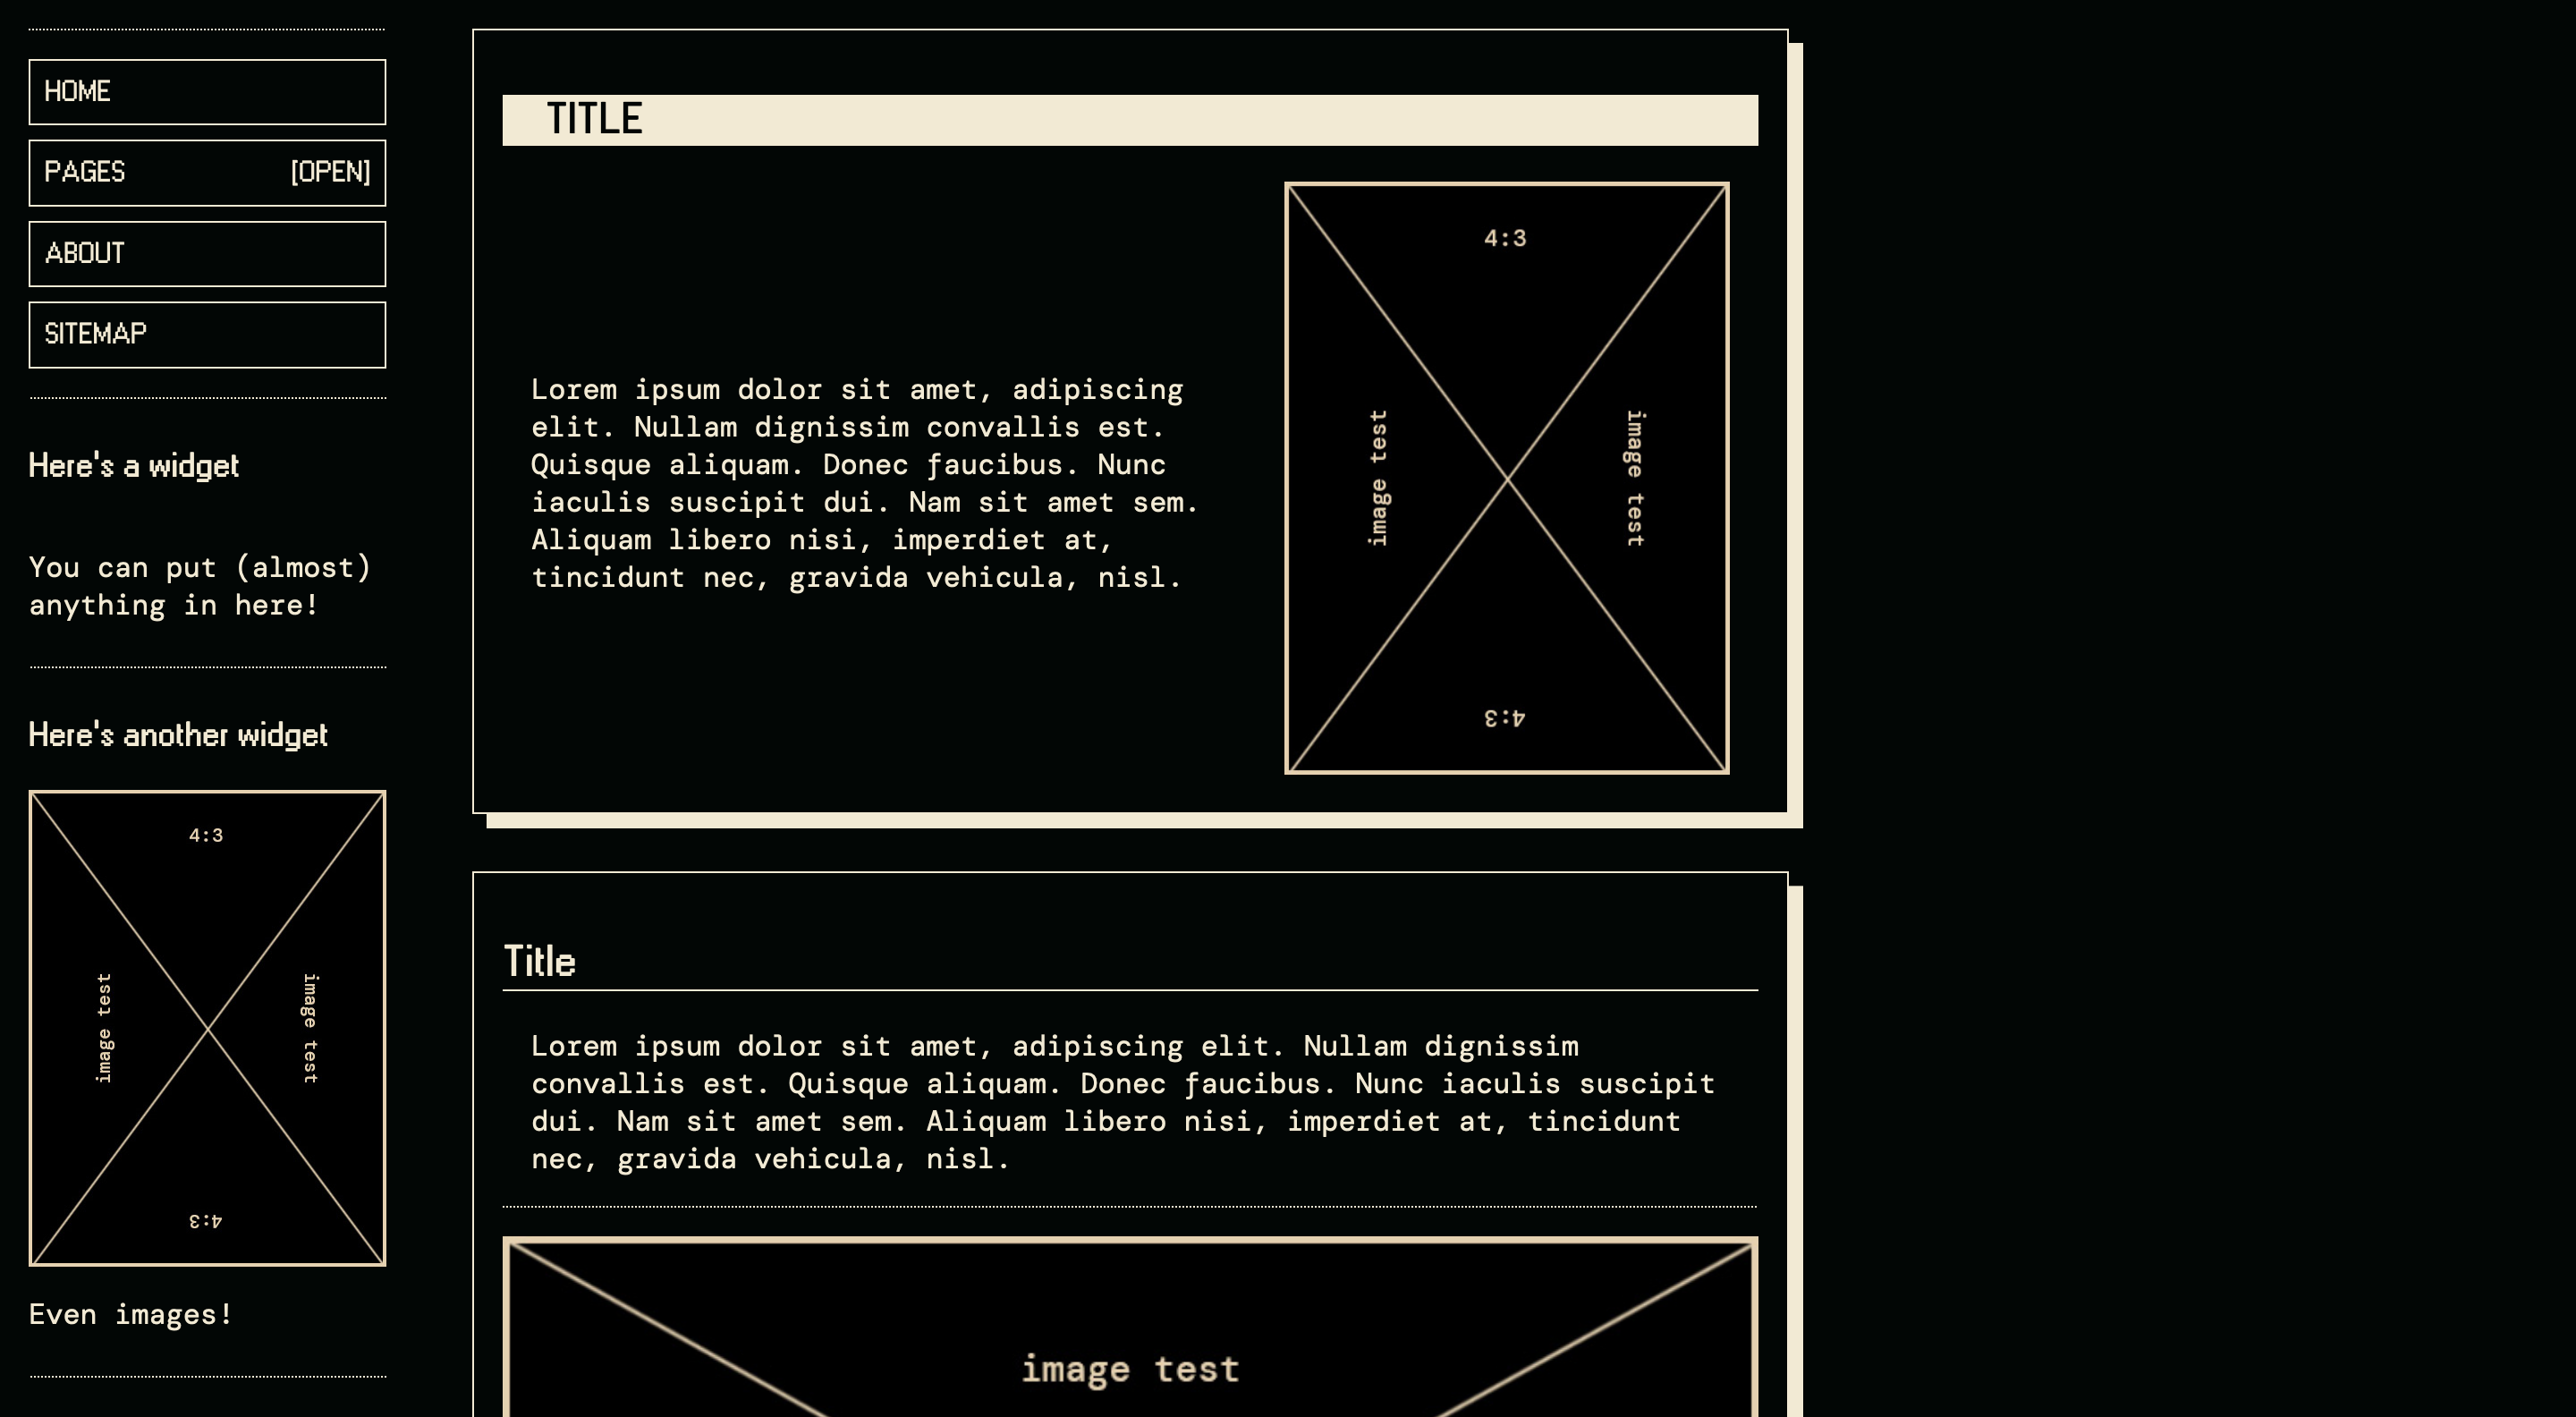 HOME
PAGES [OPEN]
ABOUT
SITEMAP
Here's a widget
You can put (almost)
anything in here!
Here's another widget
4:3
image test
image test
4:3
Even images!
TITLE
Lorem ipsum dolor sit amet, adipiscing
elit. Nullam dignissim convallis est.
Quisque aliquam. Donec faucibus. Nunc
iaculis suscipit dui. Nam sit amet sem.
Aliquam libero nisi, imperdiet at,
tincidunt nec, gravida vehicula, nisl.
4:3
image test
image test
4:3
Title
Lorem ipsum dolor sit amet, adipiscing elit. Nullam dignissim
convallis est. Quisque aliquam. Donec faucibus. Nunc iaculis suscipit
dui. Nam sit amet sem. Aliquam libero nisi, imperdiet at, tincidunt
nec, gravida vehicula, nisl.
image test